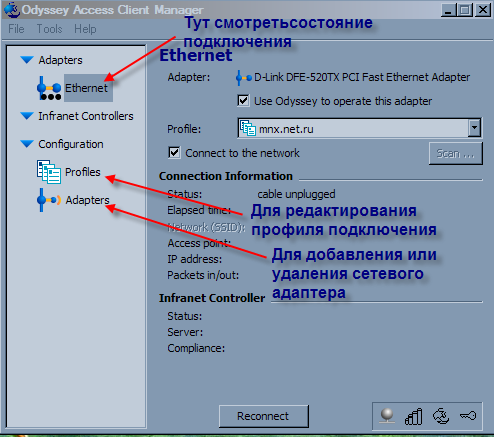 Odyssey Access Client Manager
Тут смотретьсостояние
подключения
File Tools Help
Adapters
Ethernet
Infranet Controllers
Configuration
Profiles
Adapters
Ethernet
Adapter: D-Link DFE-520TX PCI Fast Ethernet Adapter
Use Odyssey to operate this adapter
Profile: mnx.net.ru
Connect to the network Scan ...
Connection Information
Status: cable unplugged
Elapsed time:
Network (SSID):
Access point:
IP address:
Packets in/out:
Для редактирования
профиля подключения
Для добавления или
удаления сетевого
адаптера
Infranet Controller
Status:
Server:
Compliance:
Reconnect